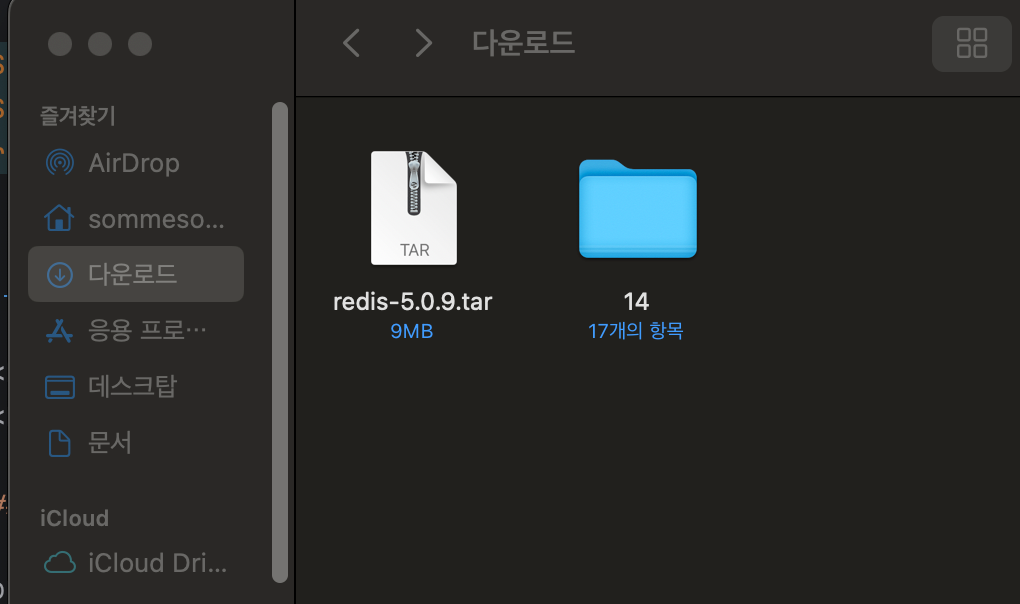 다운로드
즐겨찾기
AirDrop
sommeso...
다운로드
응용 프로…
데스크탑
문서
iCloud
iCloud Dri...
TAR
redis-5.0.9.tar
9MB
14
17개의 항목